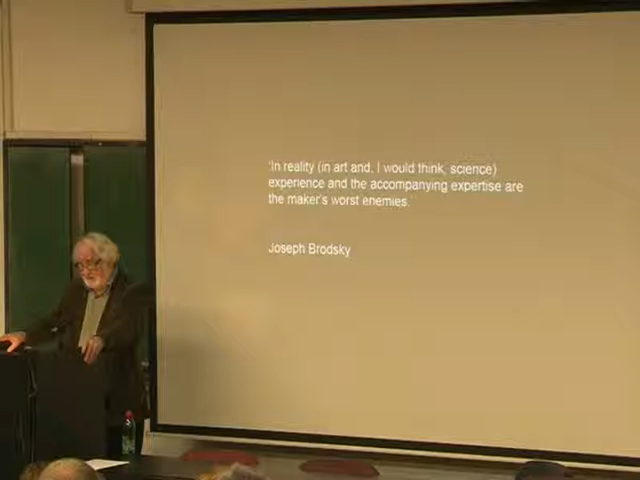 'In reality (in art and, I would think, science)
experience and the accompanying expertise are
the maker's worst enemies.'
Joseph Brodsky